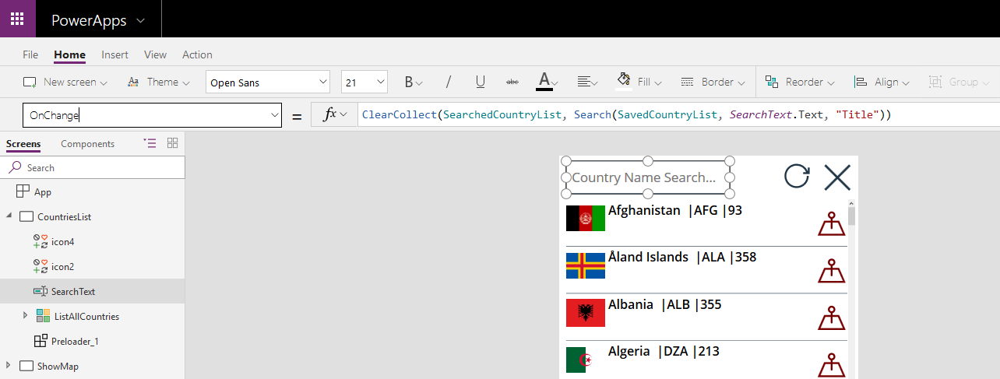 PowerApps
File Home Insert View Action
New screen Theme Open Sans 21 B / U abc A Fill Border Reorder Align Group
OnChange = fx ClearCollect(SearchedCountryList, Search(SavedCountryList, SearchText.Text, "Title"))
Screens Components
Search
App
CountriesList
icon4
icon2
SearchText
ListAllCountries
Preloader_1
ShowMap
Country Name Search...
Afghanistan |AFG |93
Åland Islands |ALA |358
Albania |ALB |355
Algeria |DZA |213